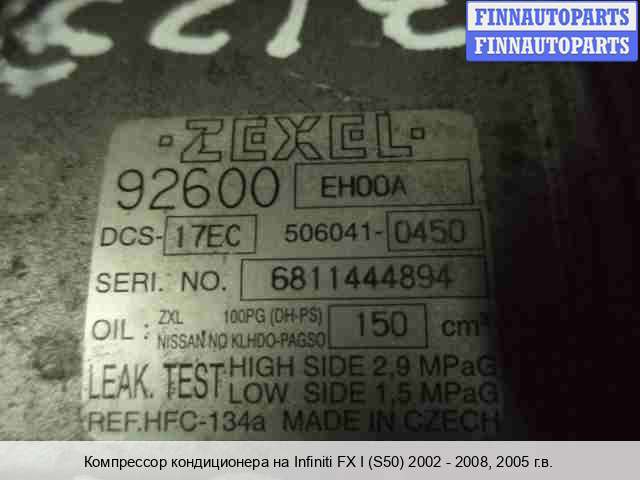 FINNAUTOPARTS
FINNAUTOPARTS
·ZEXEL·
92600 EH00A
DCS-17EC 506041-0450
SERI. NO. 6811444894
OIL : ZXL 100PG (DH-PS) 150 cm³
NISSAN NO KLHDO-PAGSO
LEAK. TEST HIGH SIDE 2,9 MPaG
LOW SIDE 1,5 MPaG
REF.HFC-134a MADE IN CZECH
Компрессор кондиционера на Infiniti FX I (S50) 2002 - 2008, 2005 г.в.